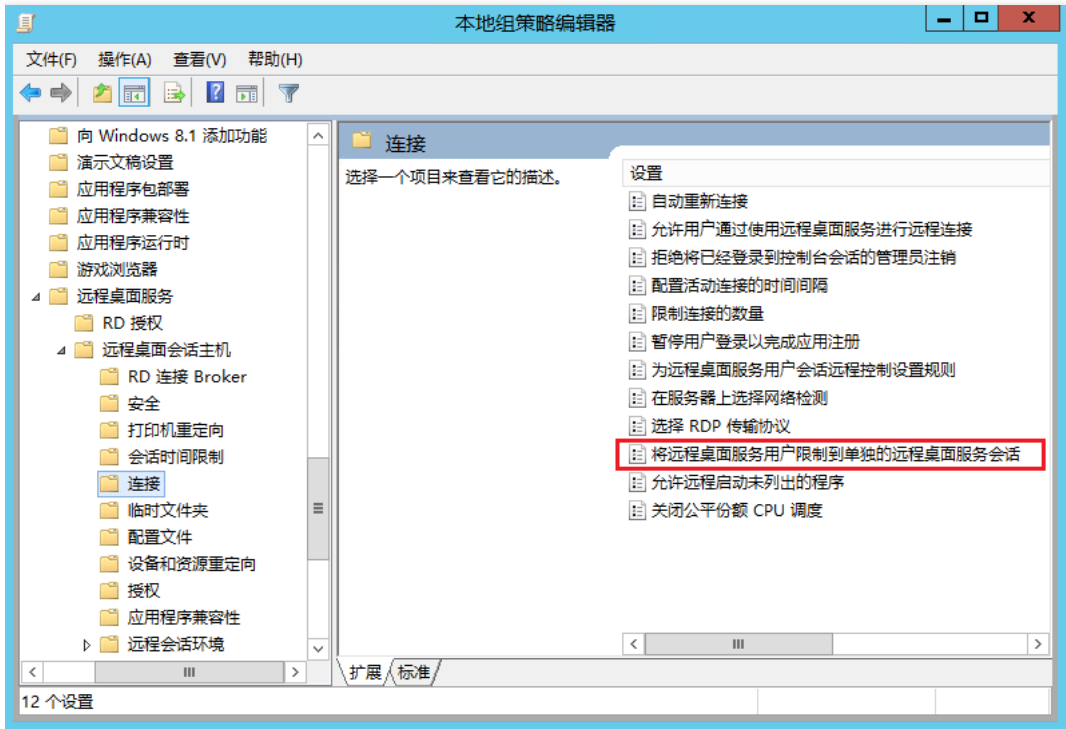 本地组策略编辑器
文件(F) 操作(A) 查看(V) 帮助(H)
向 Windows 8.1 添加功能
演示文稿设置
应用程序包部署
应用程序兼容性
应用程序运行时
游戏浏览器
远程桌面服务
RD 授权
远程桌面会话主机
RD 连接 Broker
安全
打印机重定向
会话时间限制
连接
临时文件夹
配置文件
设备和资源重定向
授权
应用程序兼容性
远程会话环境
连接
选择一个项目来查看它的描述。
设置
自动重新连接
允许用户通过使用远程桌面服务进行远程连接
拒绝将已经登录到控制台会话的管理员注销
配置活动连接的时间间隔
限制连接的数量
暂停用户登录以完成应用注册
为远程桌面服务用户会话远程控制设置规则
在服务器上选择网络检测
选择 RDP 传输协议
将远程桌面服务用户限制到单独的远程桌面服务会话
允许远程启动未列出的程序
关闭公平份额 CPU 调度
扩展 标准
12 个设置